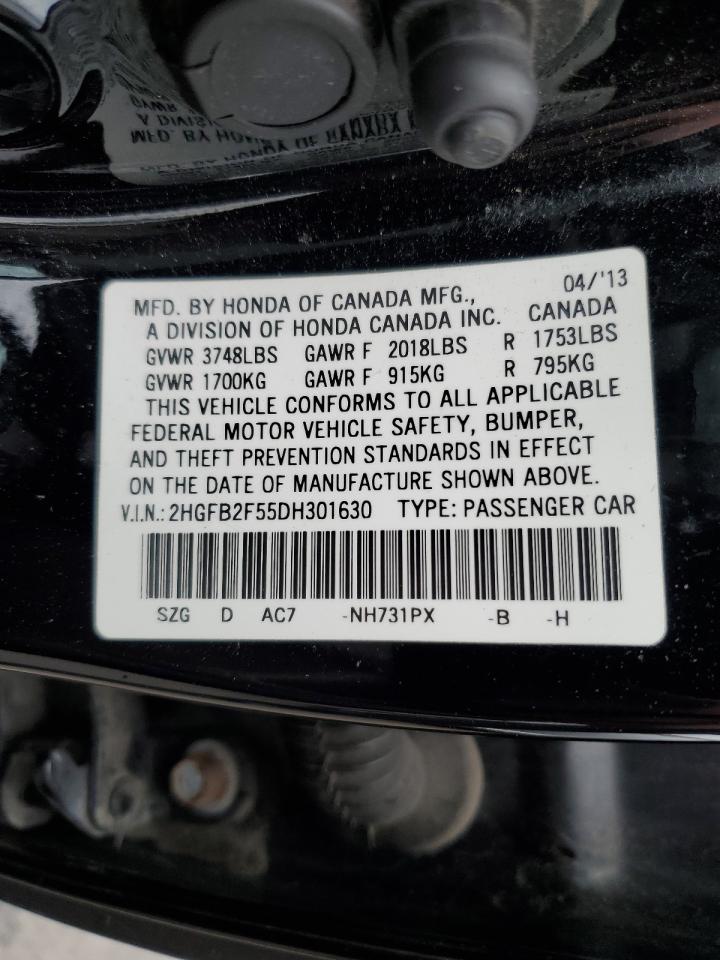 04/'13
MFD. BY HONDA OF CANADA MFG.,
A DIVISION OF HONDA CANADA INC. CANADA
GVWR 3748LBS GAWR F 2018LBS R 1753LBS
GVWR 1700KG GAWR F 915KG R 795KG
THIS VEHICLE CONFORMS TO ALL APPLICABLE
FEDERAL MOTOR VEHICLE SAFETY, BUMPER,
AND THEFT PREVENTION STANDARDS IN EFFECT
ON THE DATE OF MANUFACTURE SHOWN ABOVE.
V.I.N.: 2HGFB2F55DH301630 TYPE: PASSENGER CAR
SZG D AC7 -NH731PX -B -H